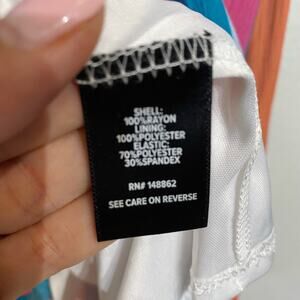 SHELL:
100%RAYON
LINING:
100%POLYESTER
ELASTIC:
70%POLYESTER
30%SPANDEX
RN# 148862
SEE CARE ON REVERSE